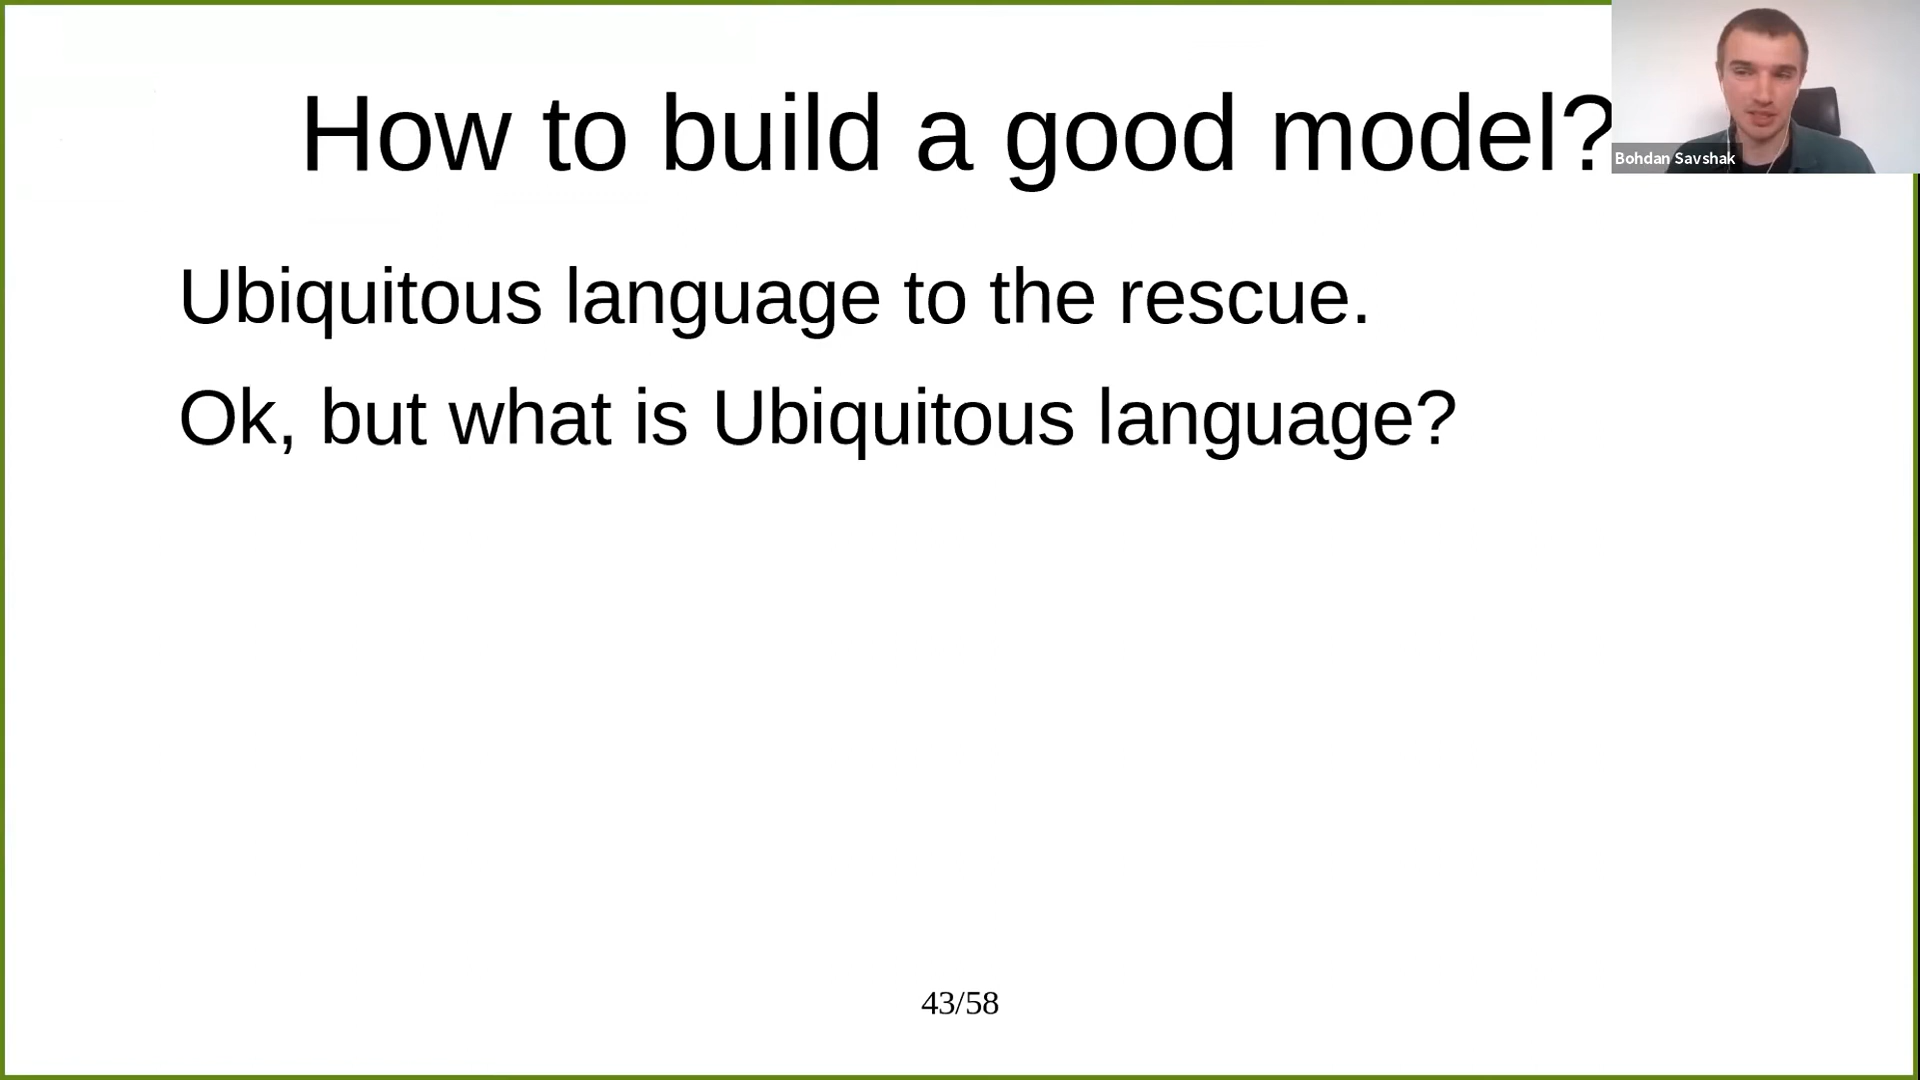 How to build a good model?
Bohdan Savshak
Ubiquitous language to the rescue.
Ok, but what is Ubiquitous language?
43/58